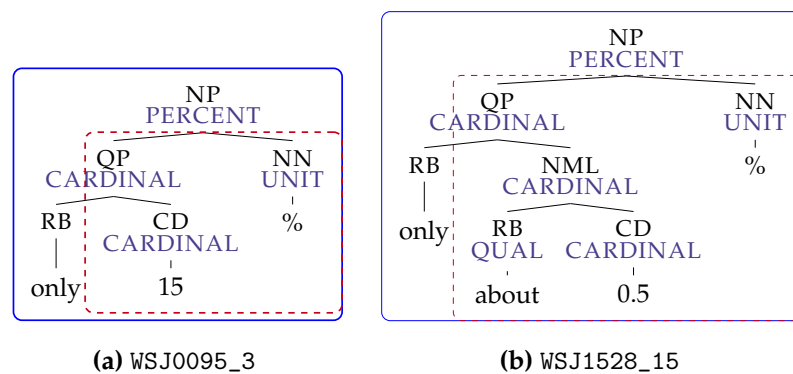 NP
PERCENT
QP
CARDINAL
NN
UNIT
RB
CD
CARDINAL
%
only
15
(a) WSJ0095_3
NP
PERCENT
QP
CARDINAL
NN
UNIT
RB
NML
CARDINAL
%
only
RB
QUAL
CD
CARDINAL
about
0.5
(b) WSJ1528_15